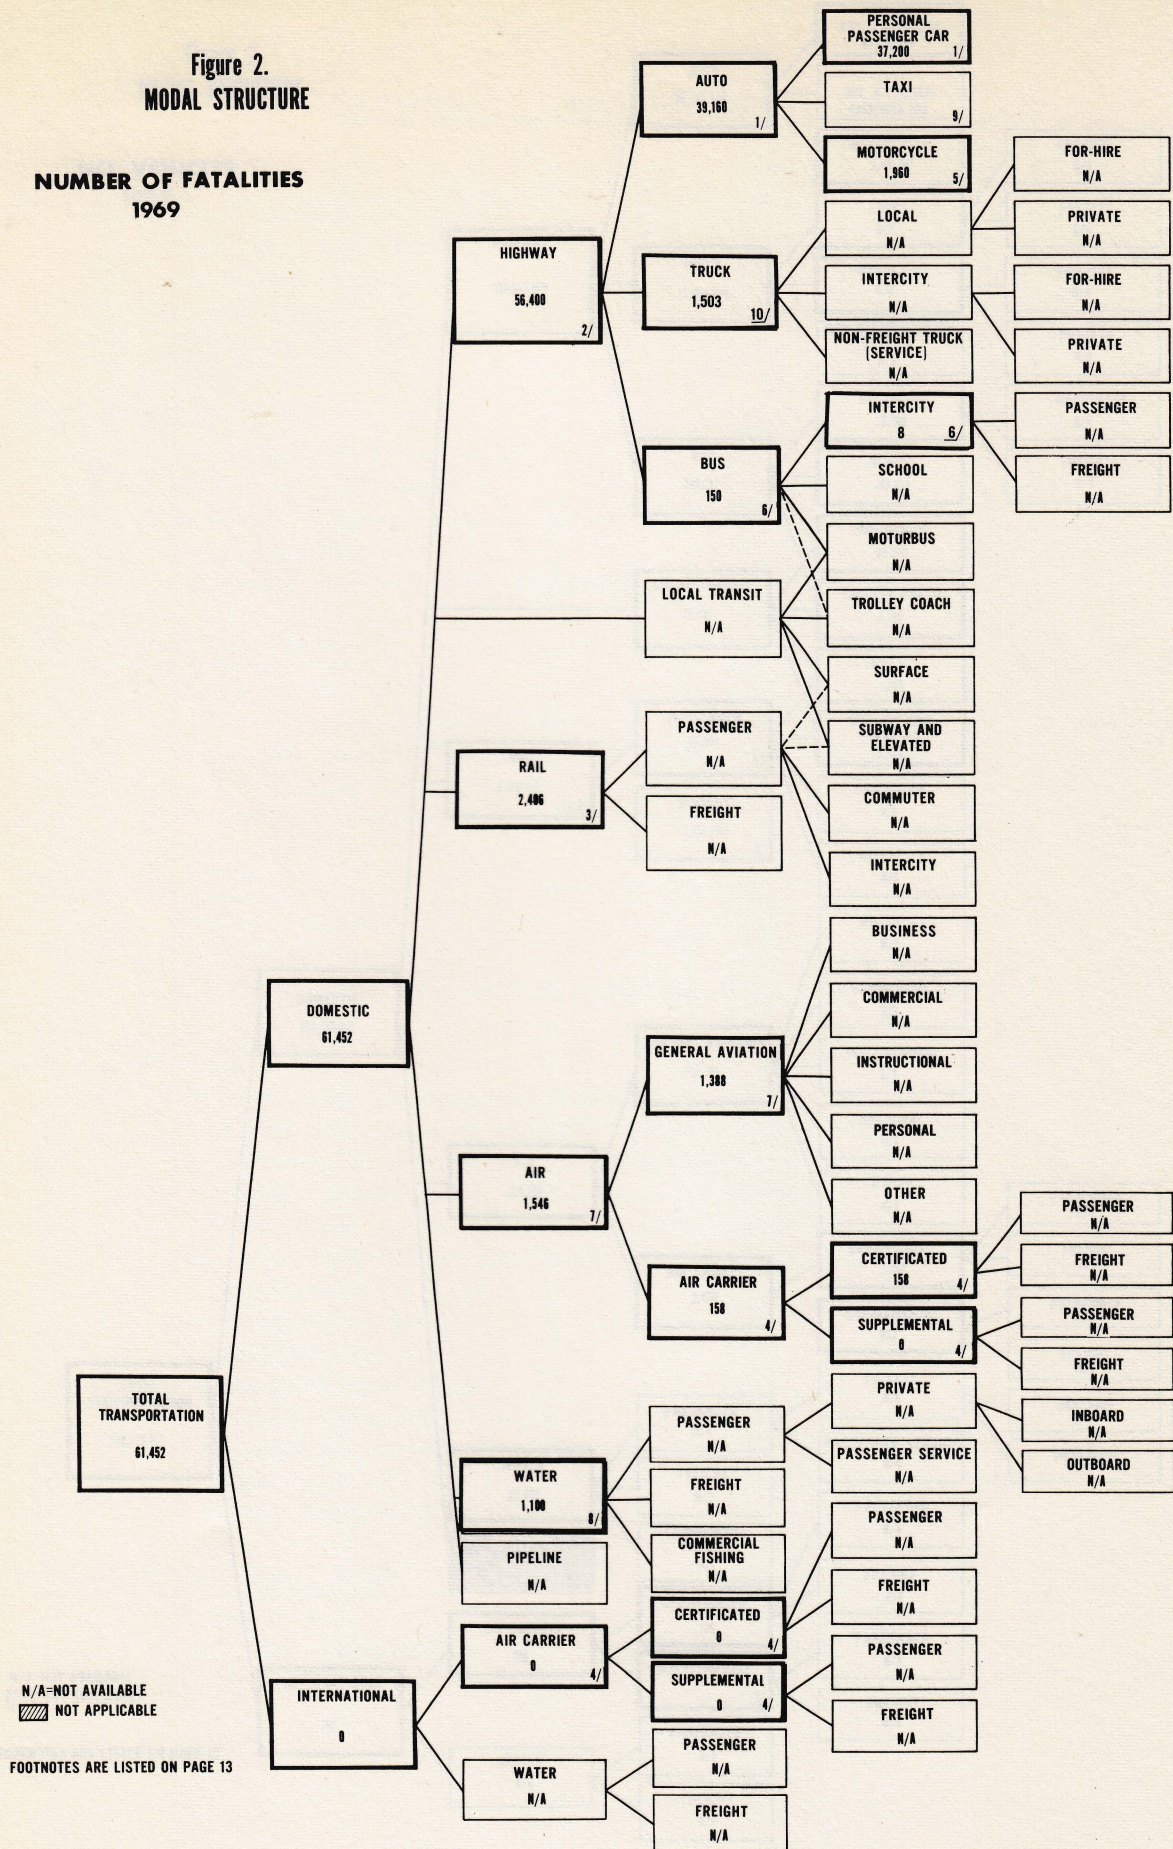 Figure 2.
MODAL STRUCTURE
NUMBER OF FATALITIES
1969
TOTAL
TRANSPORTATION
61,452
DOMESTIC
61,452
INTERNATIONAL
0
HIGHWAY
56,400
2/
RAIL
2,406
3/
AIR
1,546
7/
WATER
1,100
8/
PIPELINE
N/A
AIR CARRIER
0
4/
WATER
N/A
AUTO
39,160
1/
TRUCK
1,503
10/
BUS
150
6/
LOCAL TRANSIT
N/A
PASSENGER
N/A
FREIGHT
N/A
GENERAL AVIATION
1,388
7/
AIR CARRIER
158
4/
PASSENGER
N/A
FREIGHT
N/A
COMMERCIAL
FISHING
N/A
CERTIFICATED
0
4/
SUPPLEMENTAL
0
4/
PASSENGER
N/A
FREIGHT
N/A
PERSONAL
PASSENGER CAR
37,200 1/
TAXI
9/
MOTORCYCLE
1,960 5/
LOCAL
N/A
INTERCITY
N/A
NON-FREIGHT TRUCK
(SERVICE)
N/A
INTERCITY
8 6/
SCHOOL
N/A
MOTORBUS
N/A
TROLLEY COACH
N/A
SURFACE
N/A
SUBWAY AND
ELEVATED
N/A
COMMUTER
N/A
INTERCITY
N/A
BUSINESS
N/A
COMMERCIAL
N/A
INSTRUCTIONAL
N/A
PERSONAL
N/A
OTHER
N/A
CERTIFICATED
158 4/
SUPPLEMENTAL
0 4/
PRIVATE
N/A
PASSENGER SERVICE
N/A
PASSENGER
N/A
FREIGHT
N/A
PASSENGER
N/A
FREIGHT
N/A
FOR-HIRE
N/A
PRIVATE
N/A
FOR-HIRE
N/A
PRIVATE
N/A
PASSENGER
N/A
FREIGHT
N/A
PASSENGER
N/A
FREIGHT
N/A
PASSENGER
N/A
FREIGHT
N/A
INBOARD
N/A
OUTBOARD
N/A
N/A=NOT AVAILABLE
NOT APPLICABLE
FOOTNOTES ARE LISTED ON PAGE 13